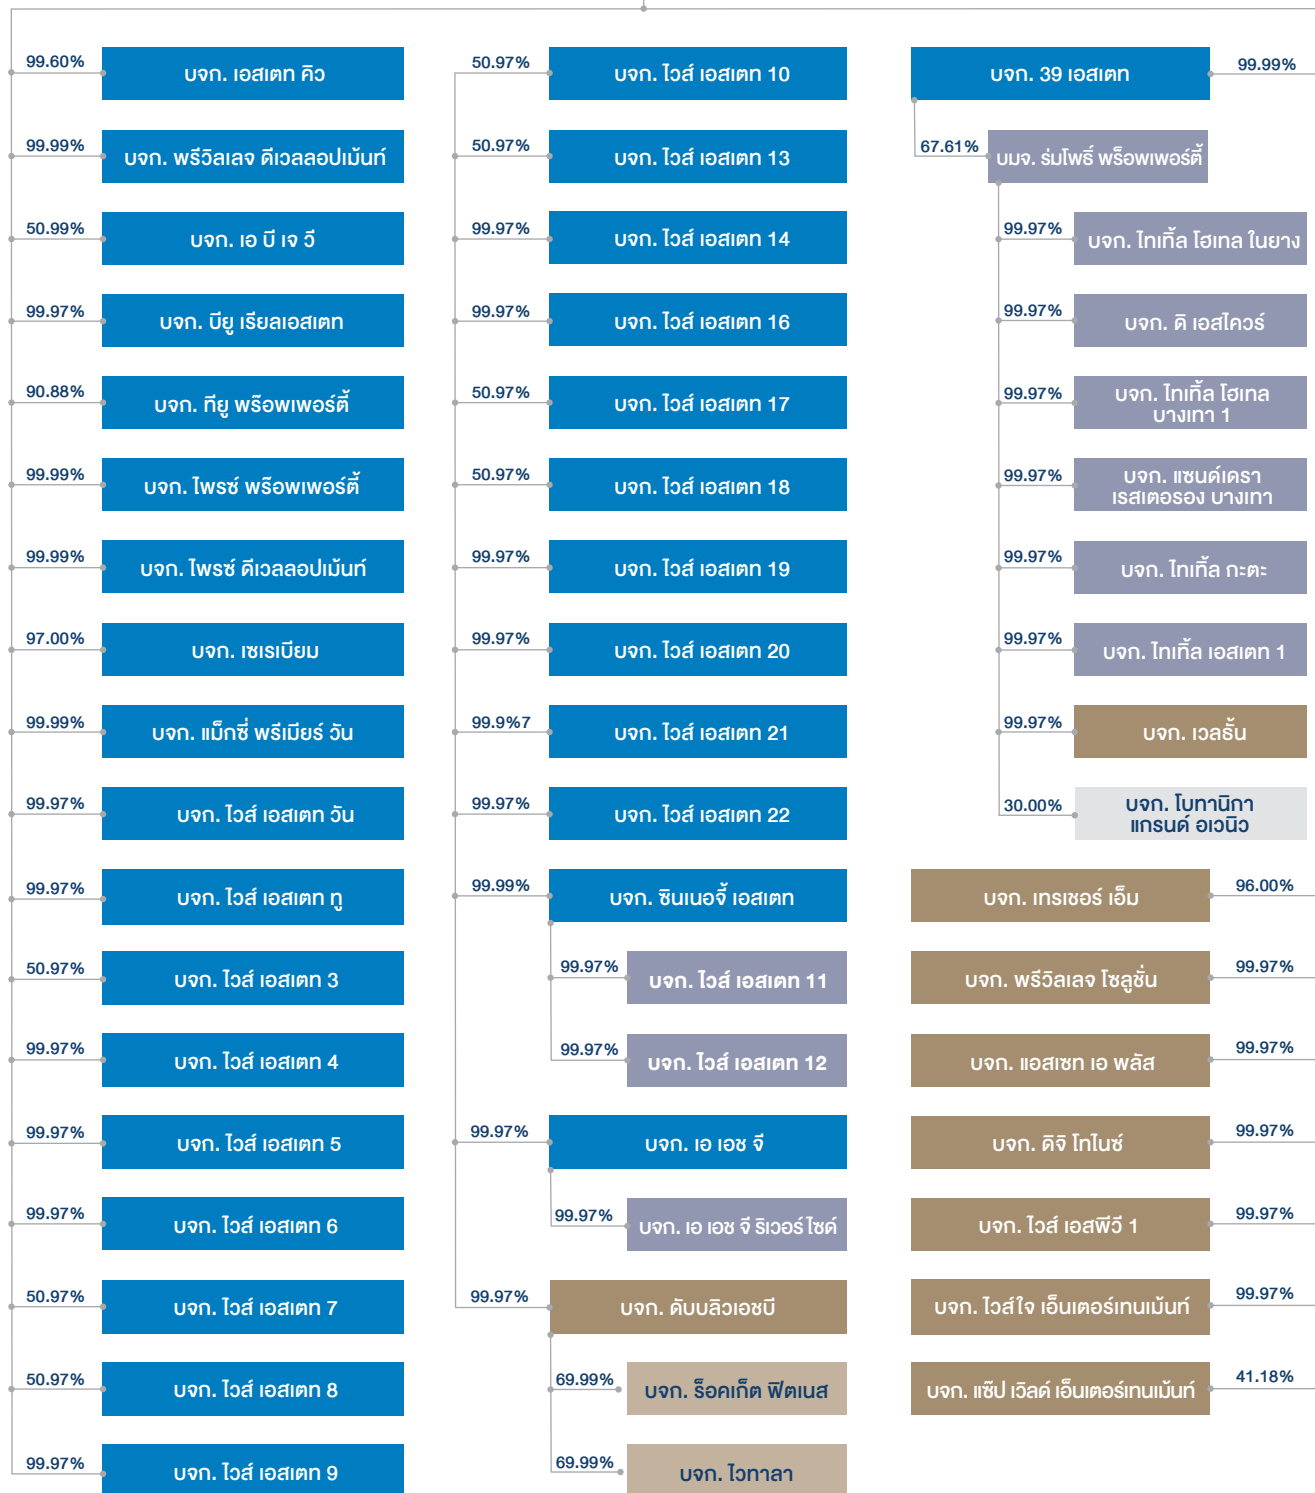 99.60%
บจก. เอสเตท คิว
99.99%
บจก. พรีวิลเลจ ดีเวลลอปเม้นท์
50.99%
บจก. เอ บี เจ วี
99.97%
บจก. บียู เรียลเอสเตท
90.88%
บจก. ทียู พร๊อพเพอร์ตี้
99.99%
บจก. ไพรซ์ พร๊อพเพอร์ตี้
99.99%
บจก. ไพรซ์ ดีเวลลอปเม้นท์
97.00%
บจก. เซเรเบียม
99.99%
บจก. แม็กซี่ พรีเมียร์ วัน
99.97%
บจก. ไวส์ เอสเตท วัน
99.97%
บจก. ไวส์ เอสเตท ทู
50.97%
บจก. ไวส์ เอสเตท 3
99.97%
บจก. ไวส์ เอสเตท 4
99.97%
บจก. ไวส์ เอสเตท 5
99.97%
บจก. ไวส์ เอสเตท 6
50.97%
บจก. ไวส์ เอสเตท 7
50.97%
บจก. ไวส์ เอสเตท 8
99.97%
บจก. ไวส์ เอสเตท 9
50.97%
บจก. ไวส์ เอสเตท 10
50.97%
บจก. ไวส์ เอสเตท 13
99.97%
บจก. ไวส์ เอสเตท 14
99.97%
บจก. ไวส์ เอสเตท 16
50.97%
บจก. ไวส์ เอสเตท 17
50.97%
บจก. ไวส์ เอสเตท 18
99.97%
บจก. ไวส์ เอสเตท 19
99.97%
บจก. ไวส์ เอสเตท 20
99.9%7
บจก. ไวส์ เอสเตท 21
99.97%
บจก. ไวส์ เอสเตท 22
99.99%
บจก. ซินเนอจี้ เอสเตท
99.97%
บจก. ไวส์ เอสเตท 11
99.97%
บจก. ไวส์ เอสเตท 12
99.97%
บจก. เอ เอช จี
99.97%
บจก. เอ เอช จี ริเวอร์ไซด์
99.97%
บจก. ดับบลิวเอชบี
69.99%
บจก. ร็อคเก็ต ฟิตเนส
69.99%
บจก. ไวทาลา
บจก. 39 เอสเตท
99.99%
67.61%
บมจ. ร่มโพธิ์ พร็อพเพอร์ตี้
99.97%
บจก. ไทเทิ้ล โฮเทล ในยาง
99.97%
บจก. ดิ เอสไควร์
99.97%
บจก. ไทเทิ้ล โฮเทล
บางเทา 1
99.97%
บจก. แซนด์เดรา
เรสเตอรอง บางเทา
99.97%
บจก. ไทเทิ้ล กะตะ
99.97%
บจก. ไทเทิ้ล เอสเตท 1
99.97%
บจก. เวลธ์ั้น
30.00%
บจก. โบทานิกา
แกรนด์ อเวนิว
บจก. เทรเชอร์ เอ็ม
96.00%
บจก. พรีวิลเลจ โซลูชั่น
99.97%
บจก. แอสเซท เอ พลัส
99.97%
บจก. ดิจิ โทไนซ์
99.97%
บจก. ไวส์ เอสพีวี 1
99.97%
บจก. ไวส์ใจ เอ็นเตอร์เทนเม้นท์
99.97%
บจก. แซ๊ป เวิลด์ เอ็นเตอร์เทนเม้นท์
41.18%